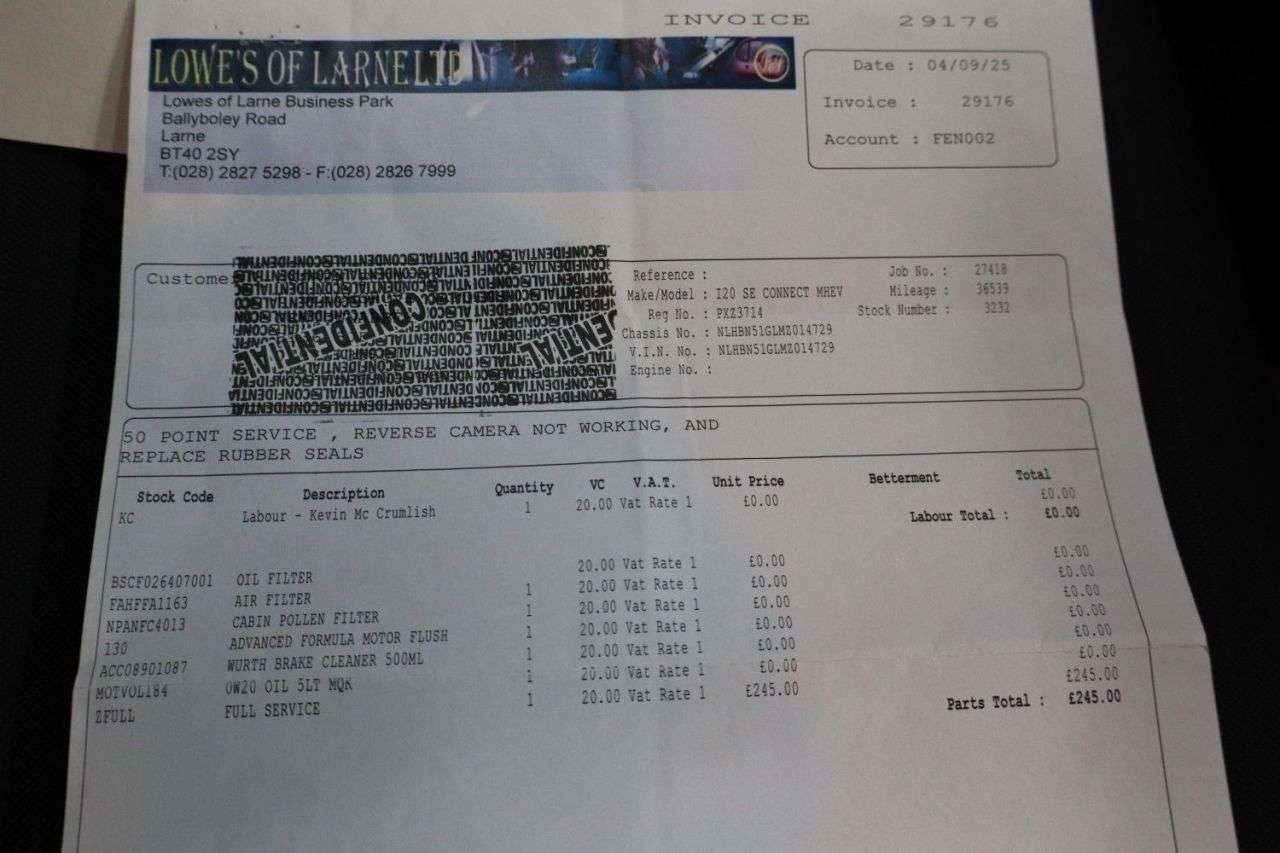 INVOICE 29176
LOWE'S OF LARNE LTD
Lowes of Larne Business Park
Ballyboley Road
Larne
BT40 2SY
T:(028) 2827 5298 - F:(028) 2826 7999
Date : 04/09/25
Invoice : 29176
Account : FEN002
Custome
CONFIDENTIAL
Reference :
Make/Model : I20 SE CONNECT MHEV
Reg No. : PXZ3714
Chassis No. : NLHBN51GLMZ014729
V.I.N. No. : NLHBN51GLMZ014729
Engine No. :
Job No. : 27418
Mileage : 36539
Stock Number : 3232
50 POINT SERVICE , REVERSE CAMERA NOT WORKING, AND
REPLACE RUBBER SEALS
Stock Code Description Quantity VC V.A.T. Unit Price Betterment Total
KC Labour - Kevin Mc Crumlish 1 20.00 Vat Rate 1 £0.00 £0.00
Labour Total : £0.00
BSCF026407001 OIL FILTER 1 20.00 Vat Rate 1 £0.00 £0.00
FAHFFA1163 AIR FILTER 1 20.00 Vat Rate 1 £0.00 £0.00
NPANFC4013 CABIN POLLEN FILTER 1 20.00 Vat Rate 1 £0.00 £0.00
130 ADVANCED FORMULA MOTOR FLUSH 1 20.00 Vat Rate 1 £0.00 £0.00
ACC08901087 WURTH BRAKE CLEANER 500ML 1 20.00 Vat Rate 1 £0.00 £0.00
MOTVOL184 0W20 OIL 5LT MQK 1 20.00 Vat Rate 1 £0.00 £0.00
ZFULL FULL SERVICE 1 20.00 Vat Rate 1 £245.00 £245.00
Parts Total : £245.00